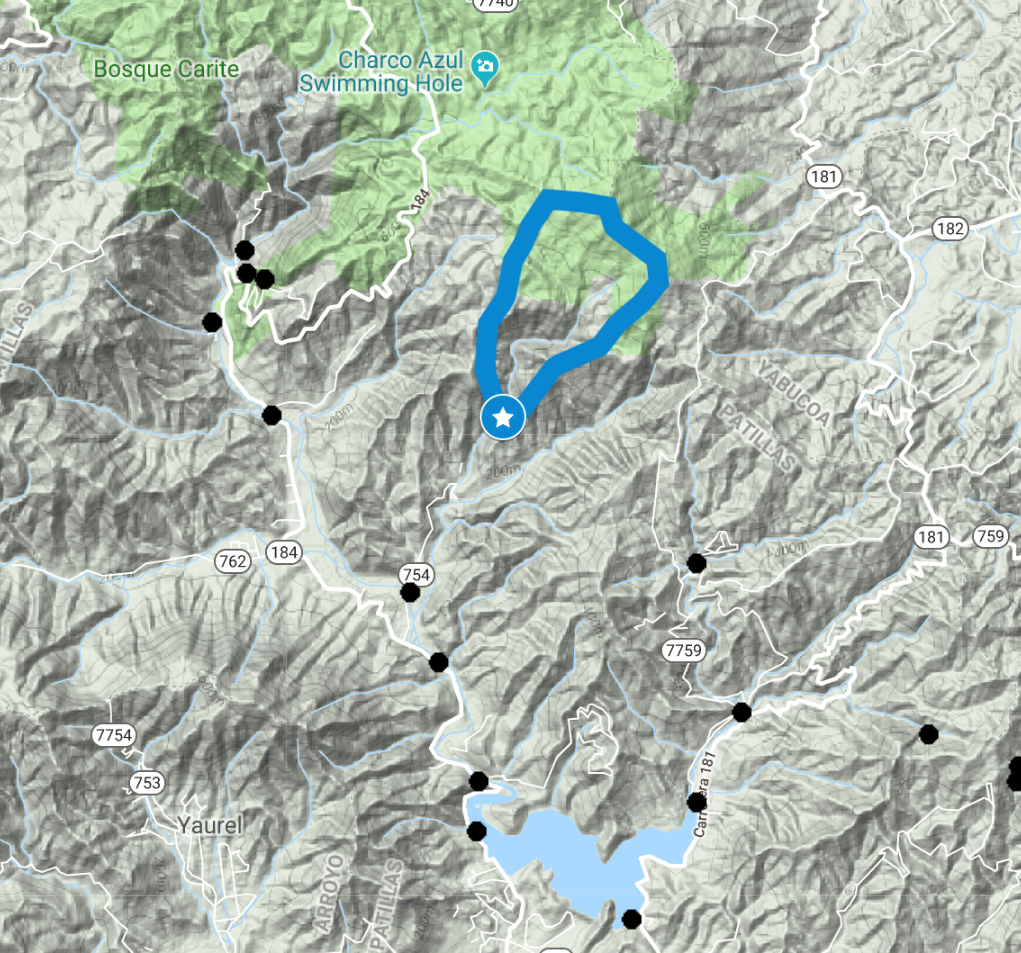 7740
Charco Azul
Swimming Hole
Bosque Carite
184
181
182
YABUCOA
PATILLAS
210m
181
759
762
184
754
7759
7754
753
Yaurel
Carretera 181
ARROYO
PATILLAS